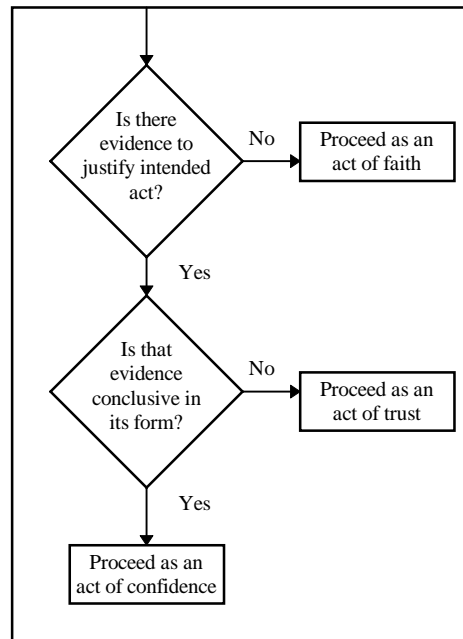 Is there
evidence to
justify intended
act?
No
Proceed as an
act of faith
Yes
Is that
evidence
conclusive in
its form?
No
Proceed as an
act of trust
Yes
Proceed as an
act of confidence